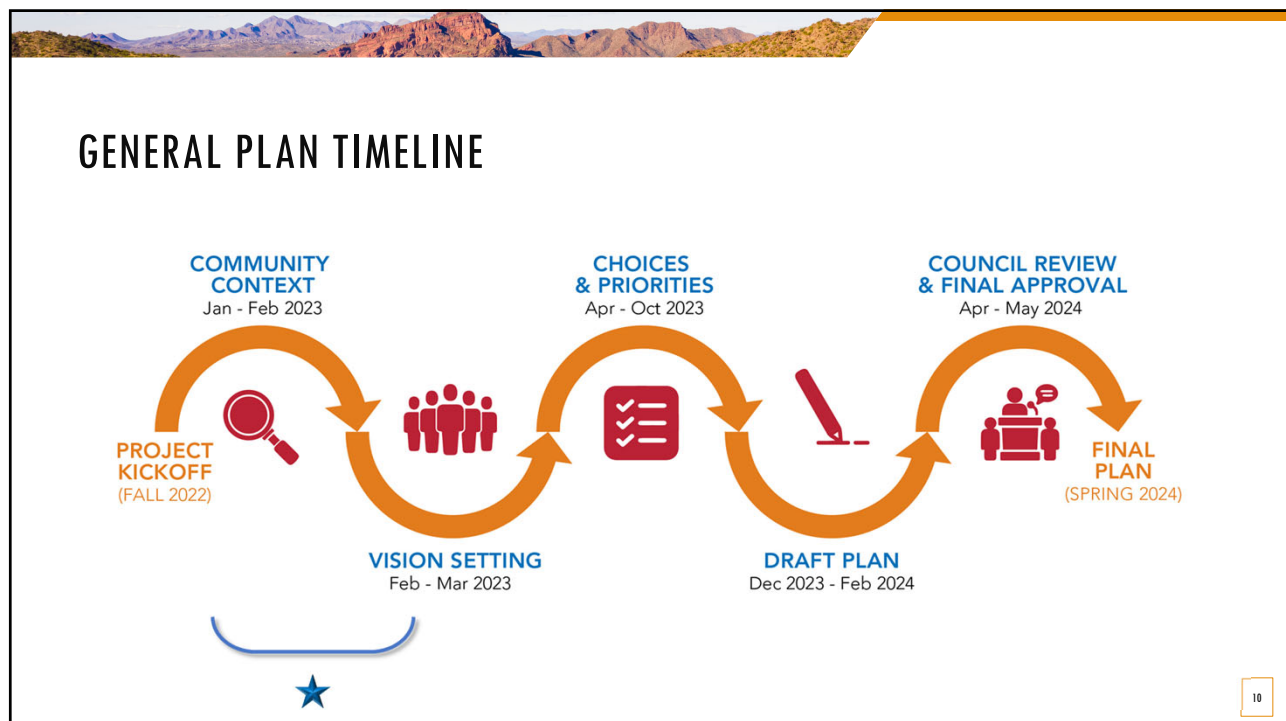 GENERAL PLAN TIMELINE
COMMUNITY
CONTEXT
Jan - Feb 2023
CHOICES
& PRIORITIES
Apr - Oct 2023
COUNCIL REVIEW
& FINAL APPROVAL
Apr - May 2024
PROJECT
KICKOFF
(FALL 2022)
FINAL
PLAN
(SPRING 2024)
VISION SETTING
Feb - Mar 2023
DRAFT PLAN
Dec 2023 - Feb 2024
10